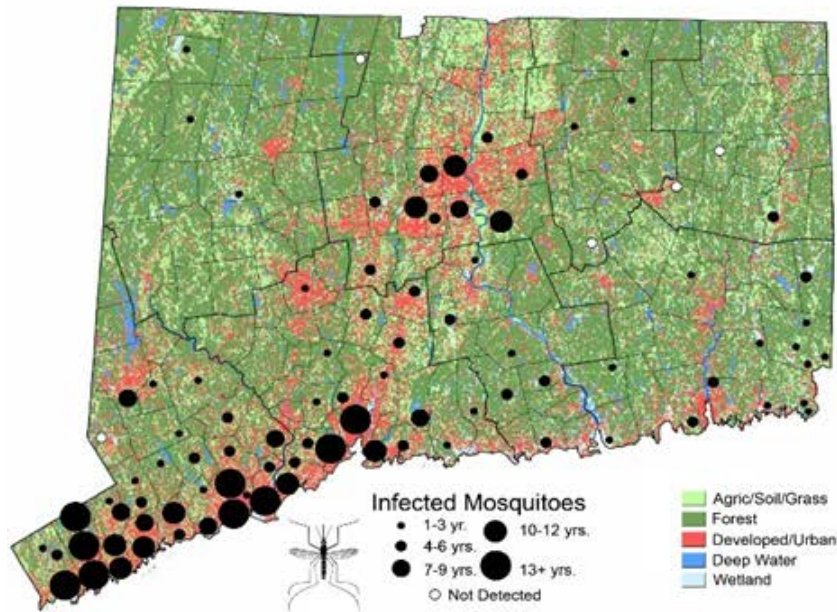 Infected Mosquitoes
1-3 yr.
4-6 yrs.
7-9 yrs.
10-12 yrs.
13+ yrs.
Not Detected
Agric/Soil/Grass
Forest
Developed/Urban
Deep Water
Wetland